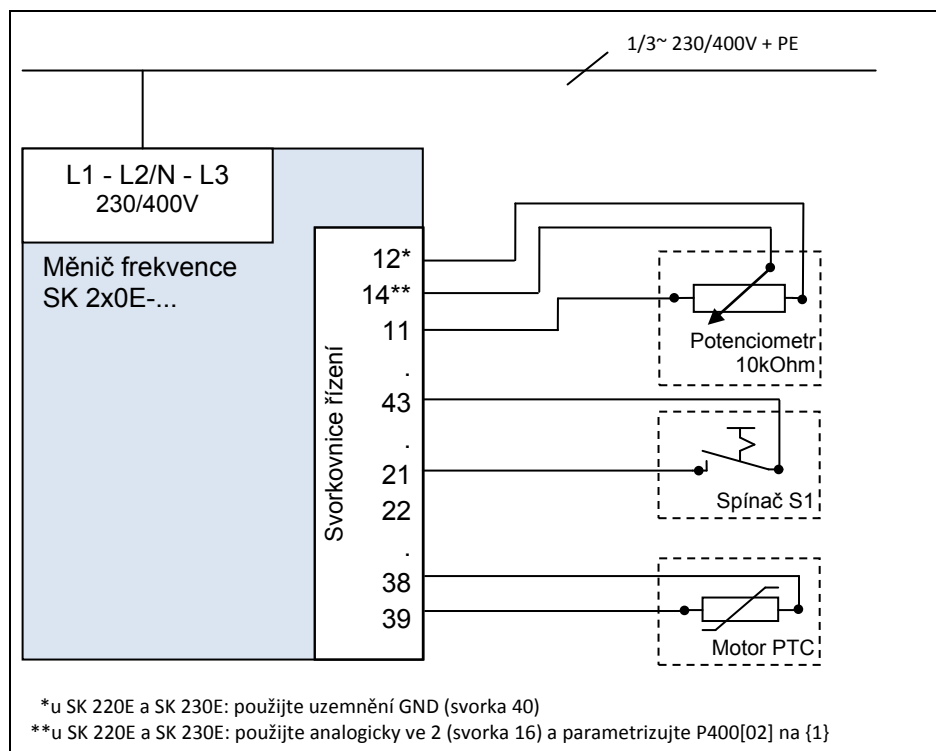 1/3~ 230/400V + PE
L1 - L2/N - L3
230/400V
Měnič frekvence
SK 2x0E-...
Svorkovnice řízení
12*
14**
11
.
43
.
21
22
.
38
39
Potenciometr
10kOhm
Spínač S1
Motor PTC
*u SK 220E a SK 230E: použijte uzemnění GND (svorka 40)
**u SK 220E a SK 230E: použijte analogicky ve 2 (svorka 16) a parametrizujte P400[02] na {1}